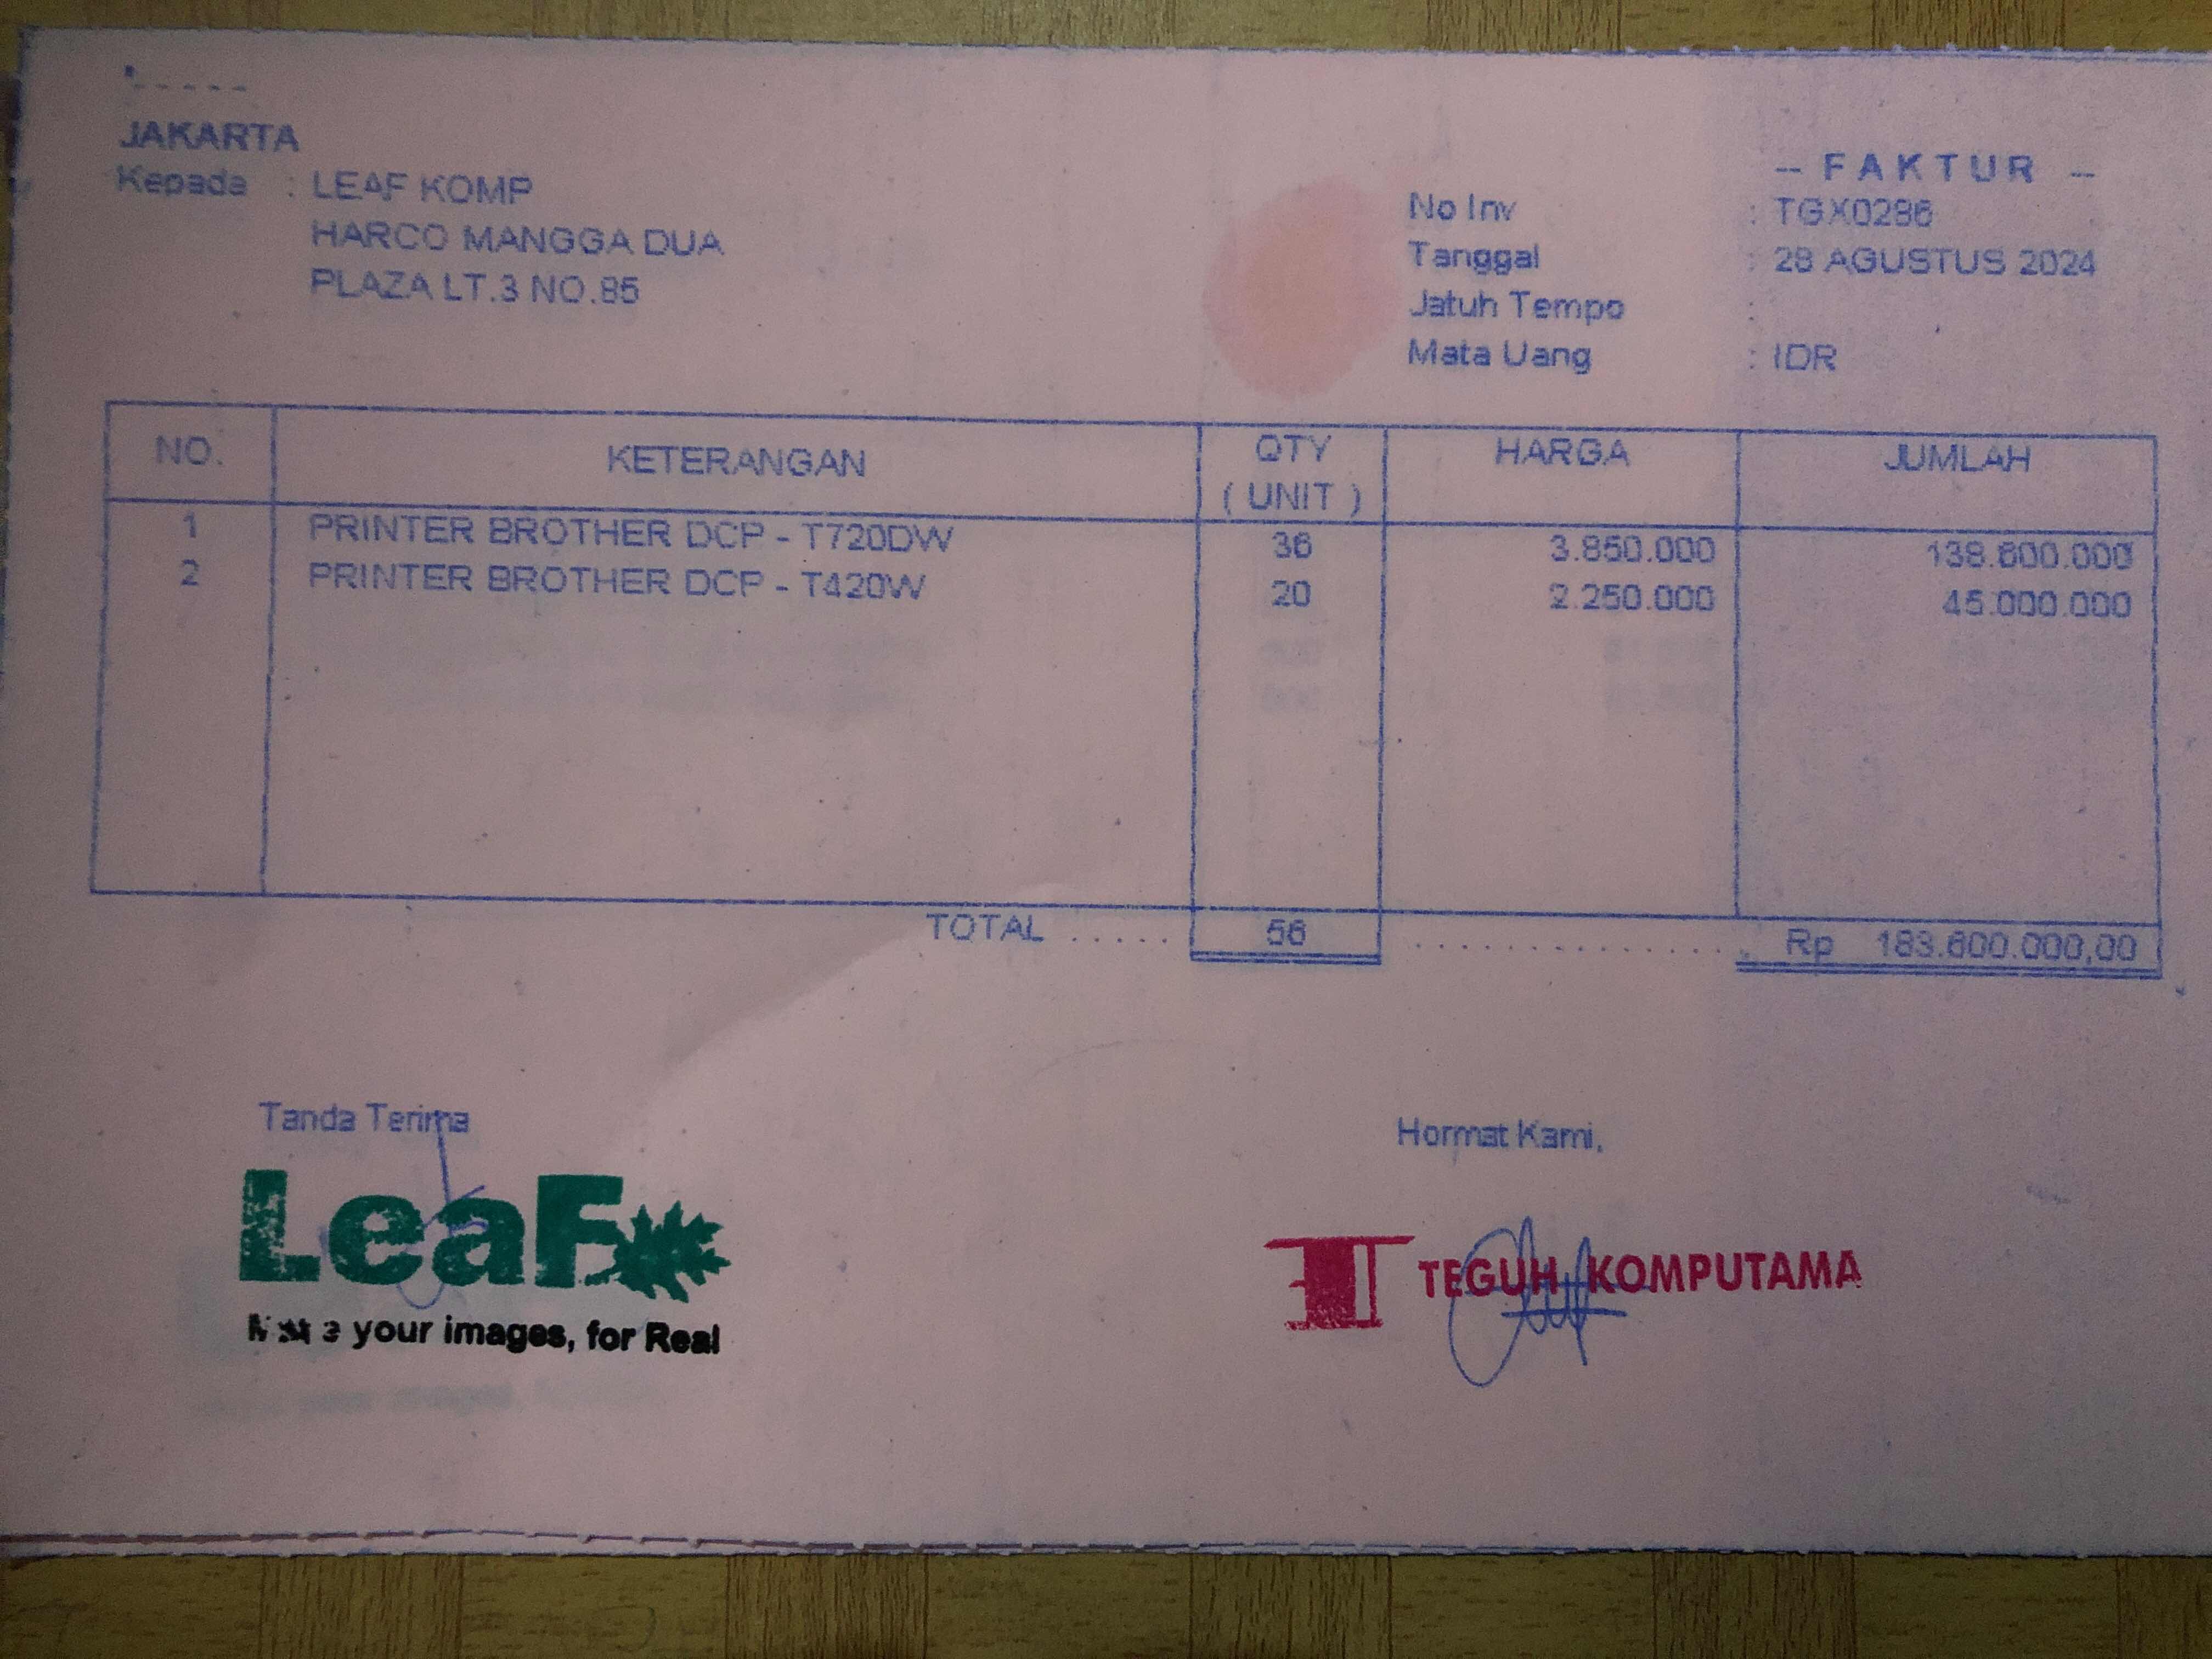 JAKARTA
Kepada : LEAF KOMP
HARCO MANGGA DUA
PLAZA LT.3 NO.85
-- FAKTUR --
No Inv : TGX0286
Tanggal : 28 AGUSTUS 2024
Jatuh Tempo :
Mata Uang : IDR
NO. KETERANGAN QTY ( UNIT ) HARGA JUMLAH
1 PRINTER BROTHER DCP - T720DW 36 3.850.000 138.600.000
2 PRINTER BROTHER DCP - T420W 20 2.250.000 45.000.000
TOTAL ..... 56 .................... Rp 183.600.000,00
Tanda Terima
Hormat Kami,
LeaF
your images, for Real
TEGUH KOMPUTAMA